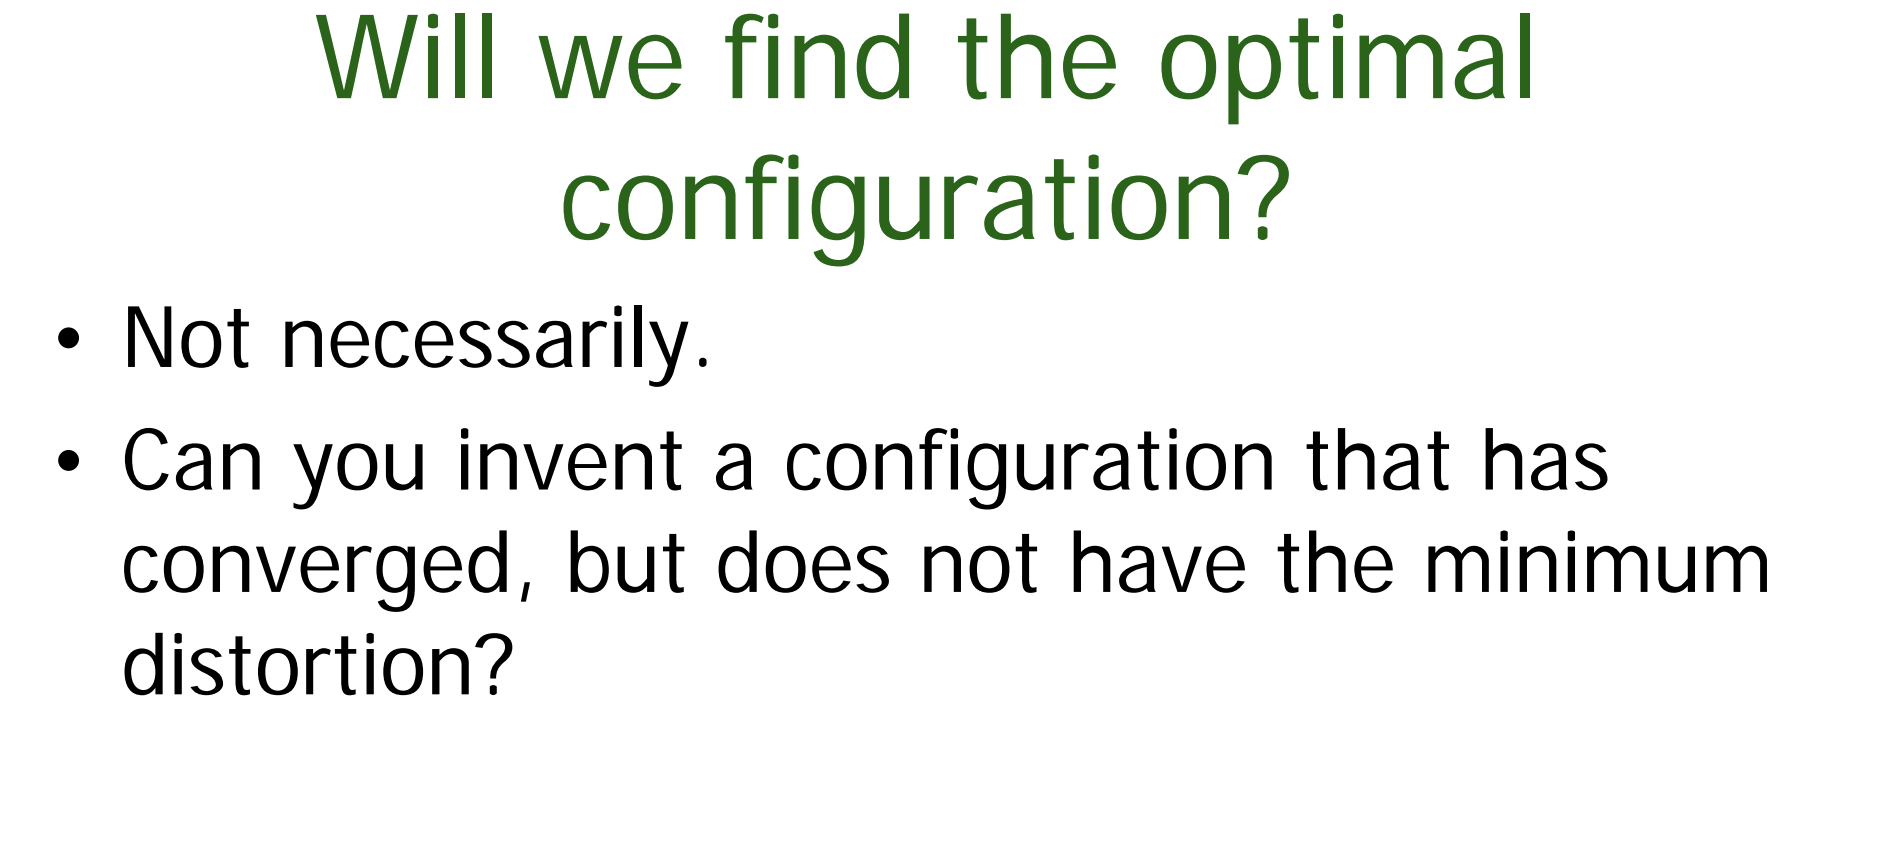 Will we find the optimal
configuration?
• Not necessarily.
• Can you invent a configuration that has
converged, but does not have the minimum
distortion?